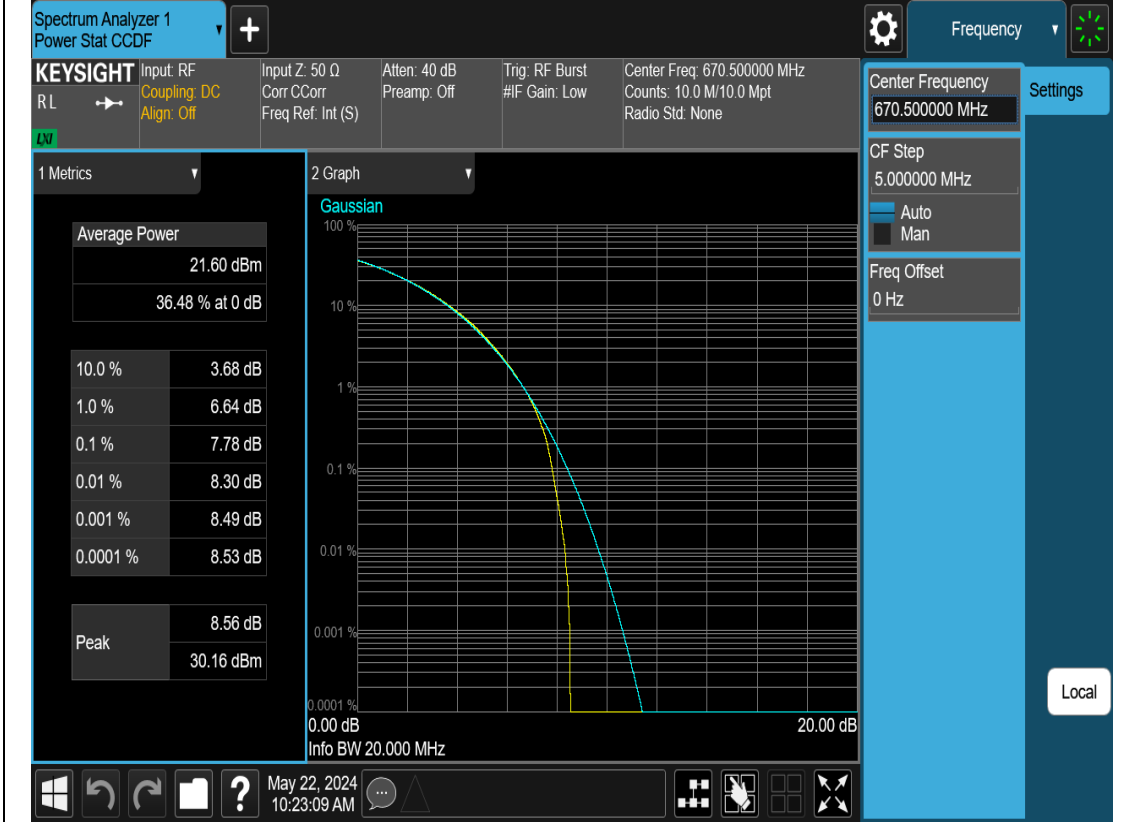 Spectrum Analyzer 1
Power Stat CCDF
+
Frequency
KEYSIGHT
RL
LXI
Input: RF
Coupling: DC
Align: Off
Input Z: 50 Ω
Corr CCorr
Freq Ref: Int (S)
Atten: 40 dB
Preamp: Off
Trig: RF Burst
#IF Gain: Low
Center Freq: 670.500000 MHz
Counts: 10.0 M/10.0 Mpt
Radio Std: None
Center Frequency
670.500000 MHz
Settings
CF Step
5.000000 MHz
Auto
Man
Freq Offset
0 Hz
Local
1 Metrics
Average Power
21.60 dBm
36.48 % at 0 dB
10.0 % 3.68 dB
1.0 % 6.64 dB
0.1 % 7.78 dB
0.01 % 8.30 dB
0.001 % 8.49 dB
0.0001 % 8.53 dB
Peak
8.56 dB
30.16 dBm
2 Graph
Gaussian
100 %
10 %
1 %
0.1 %
0.01 %
0.001 %
0.0001 %
0.00 dB 20.00 dB
Info BW 20.000 MHz
?
May 22, 2024
10:23:09 AM